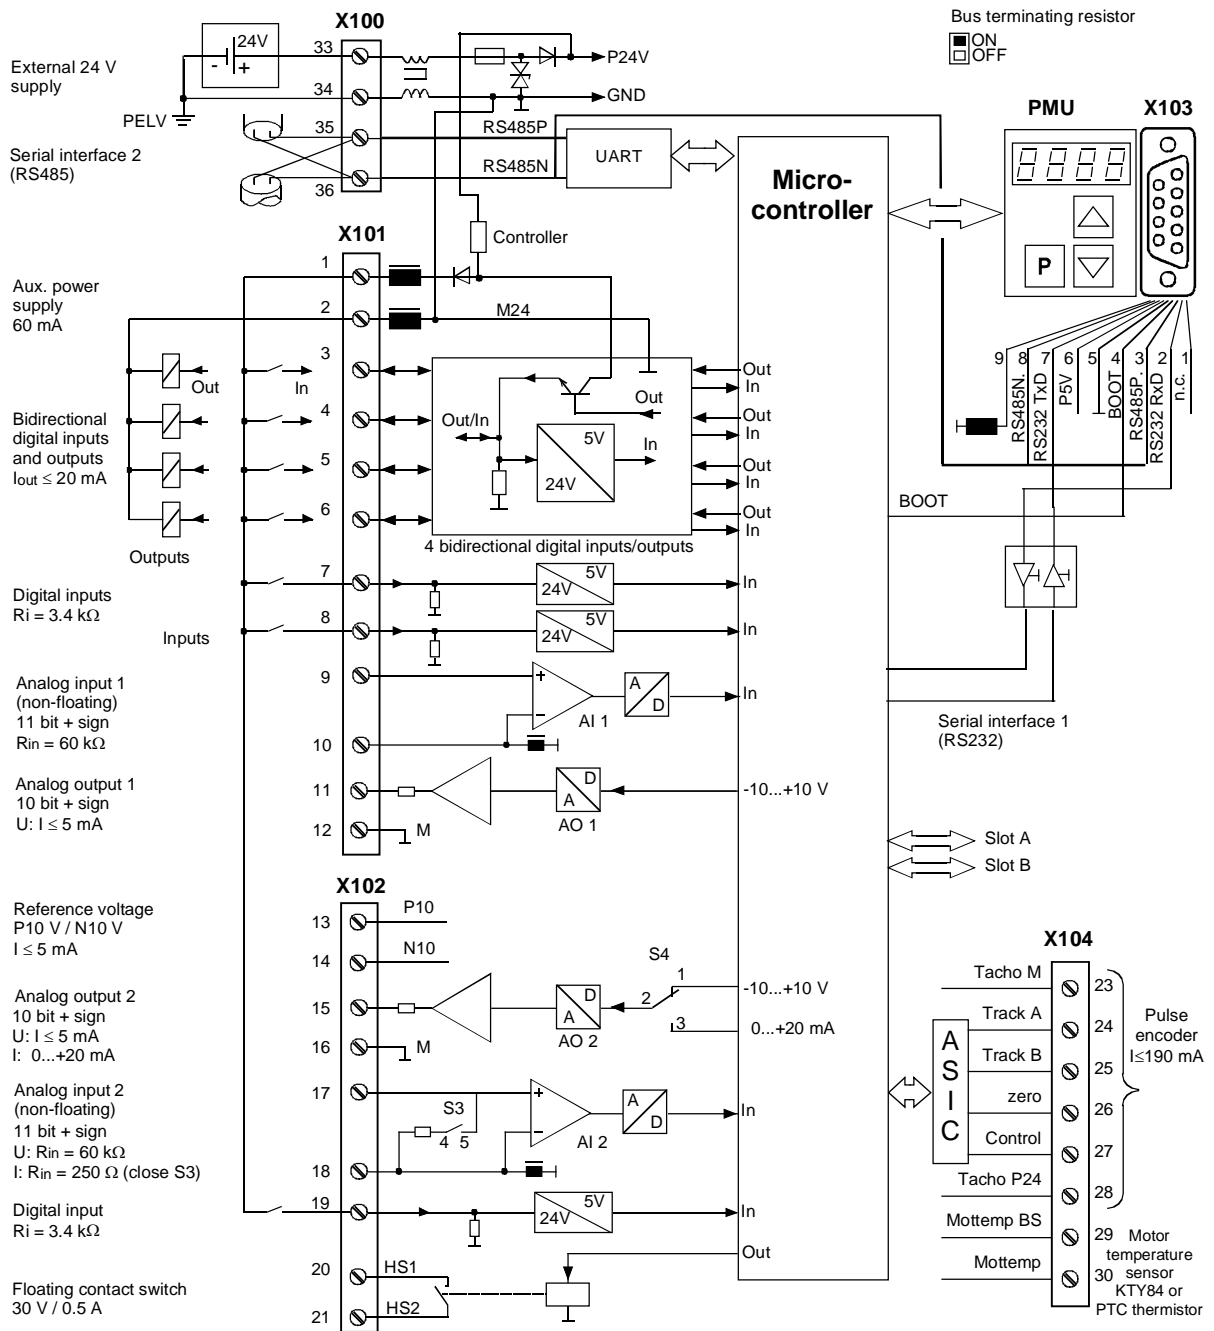 X100
Bus terminating resistor
ON
OFF
External 24 V
supply
24V
- +
33
P24V
34
GND
PELV
PMU
X103
Serial interface 2
(RS485)
35
RS485P
36
RS485N
UART
Micro-
controller
8888
P
X101
Controller
Aux. power
supply
60 mA
1
2
M24
3
Out
In
4
Bidirectional
digital inputs
and outputs
Iout ≤ 20 mA
5
6
Outputs
Out/In
Out
In
5V
24V
Out
In
Out
In
Out
In
Out
In
4 bidirectional digital inputs/outputs
9 8 7 6 5 4 3 2 1
RS485N.
RS232 TxD
P5V
BOOT
RS485P.
RS232 RxD
n.c.
BOOT
Digital inputs
Ri = 3.4 kΩ
7
5V
24V
In
Inputs
8
5V
24V
In
Analog input 1
(non-floating)
11 bit + sign
Rin = 60 kΩ
9
+
−
AI 1
A
D
In
10
Serial interface 1
(RS232)
Analog output 1
10 bit + sign
U: I ≤ 5 mA
11
D
A
AO 1
-10...+10 V
12
M
Slot A
Slot B
X102
Reference voltage
P10 V / N10 V
I ≤ 5 mA
13
P10
14
N10
Analog output 2
10 bit + sign
U: I ≤ 5 mA
I: 0...+20 mA
15
D
A
AO 2
S4
1
2
3
-10...+10 V
0...+20 mA
16
M
Analog input 2
(non-floating)
11 bit + sign
U: Rin = 60 kΩ
I: Rin = 250 Ω (close S3)
17
S3
4 5
+
−
AI 2
A
D
In
18
Digital input
Ri = 3.4 kΩ
19
5V
24V
In
Floating contact switch
30 V / 0.5 A
20
HS1
21
HS2
Out
X104
ASIC
Tacho M
23
Track A
24
Track B
25
zero
26
Control
27
Tacho P24
28
Mottemp BS
29
Mottemp
30
Pulse
encoder
I≤190 mA
Motor
temperature
sensor
KTY84 or
PTC thermistor